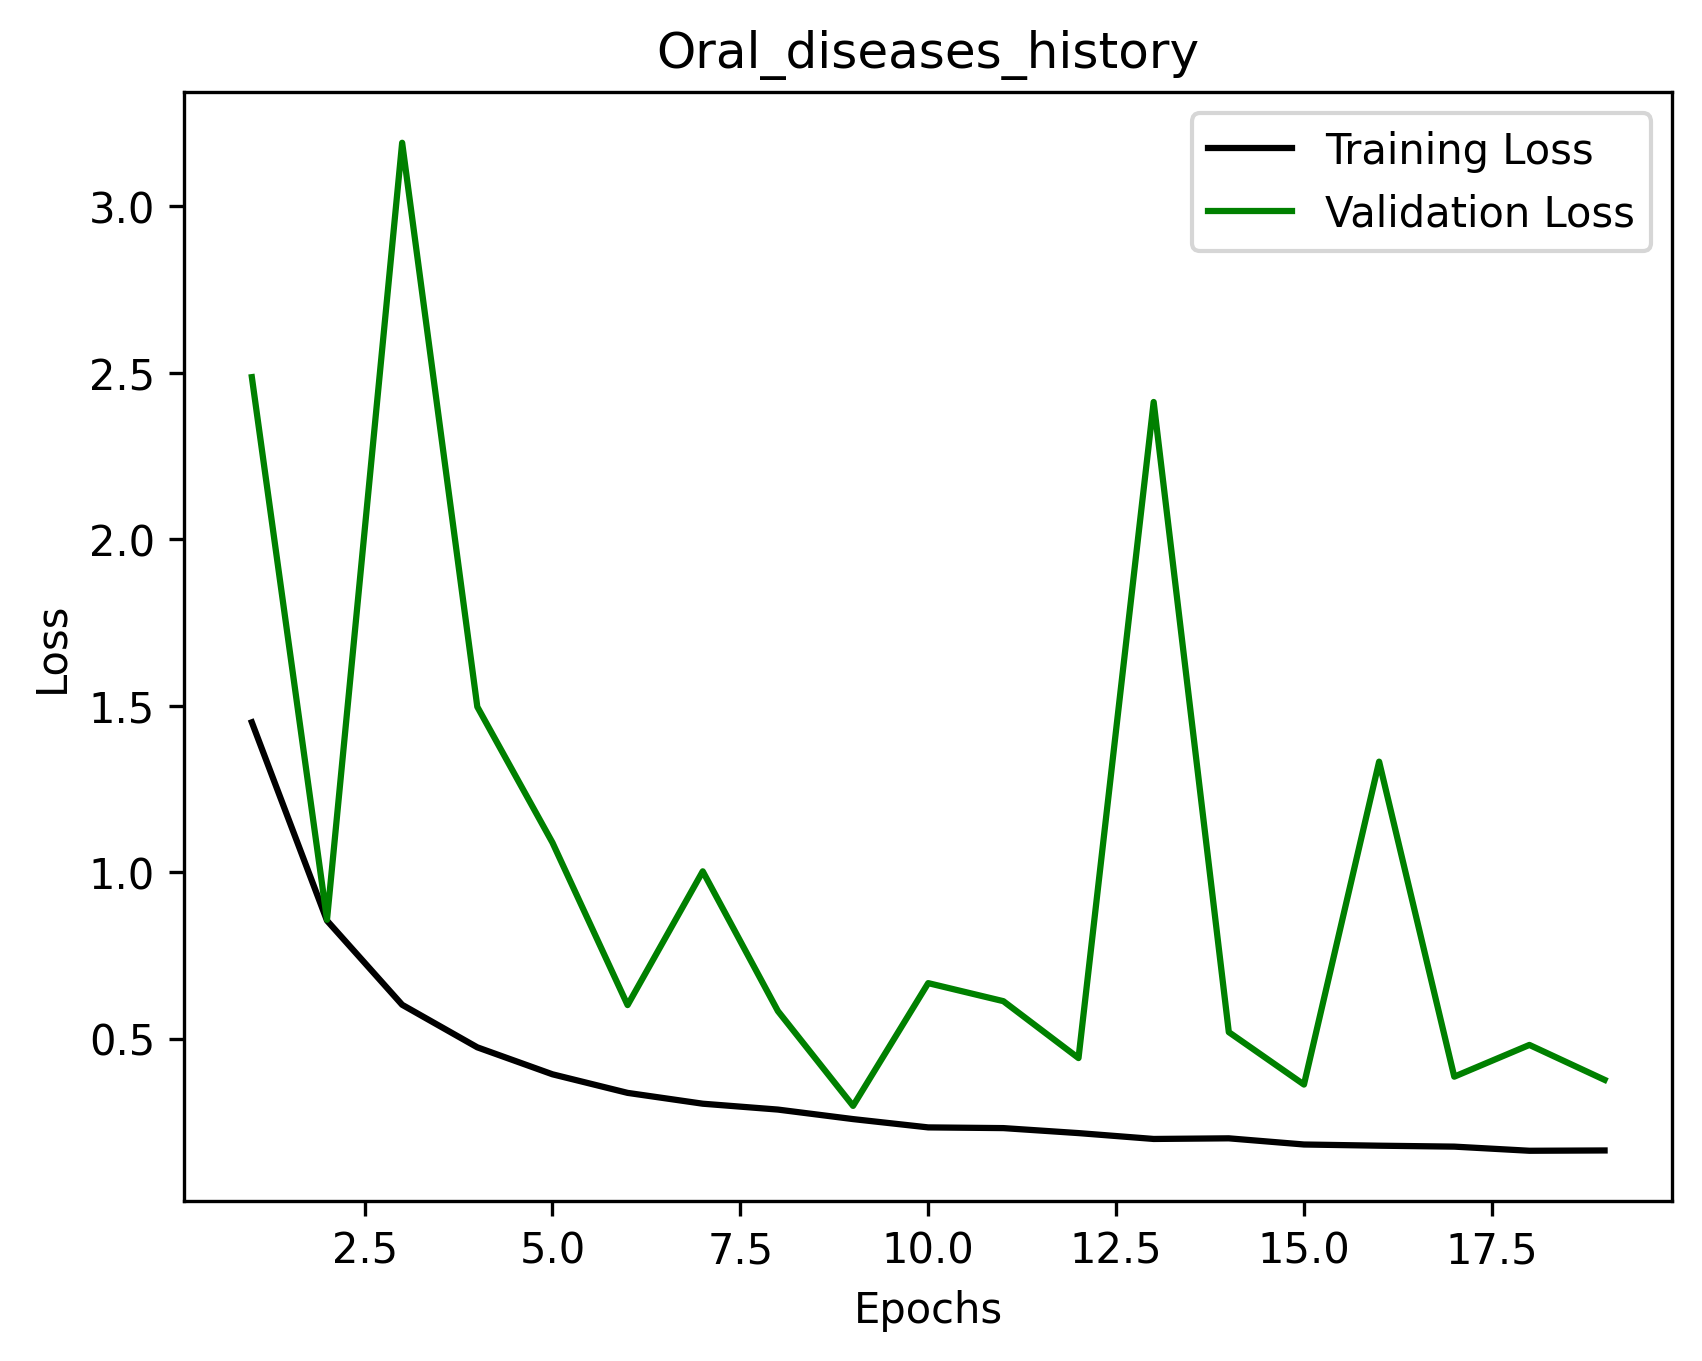 Oral_diseases_history
Training Loss
Validation Loss
3.0
2.5
2.0
1.5
1.0
0.5
Loss
2.5 5.0 7.5 10.0 12.5 15.0 17.5
Epochs